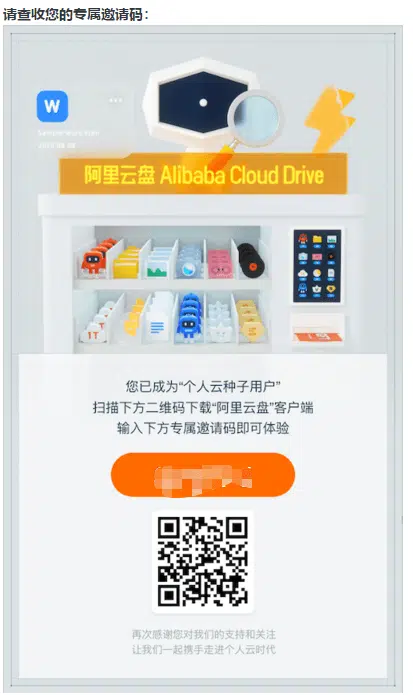 请查收您的专属邀请码：
W
阿里云盘 Alibaba Cloud Drive
您已成为“个人云种子用户”
扫描下方二维码下载“阿里云盘”客户端
输入下方专属邀请码即可体验
再次感谢您对我们的支持和关注
让我们一起携手走进个人云时代